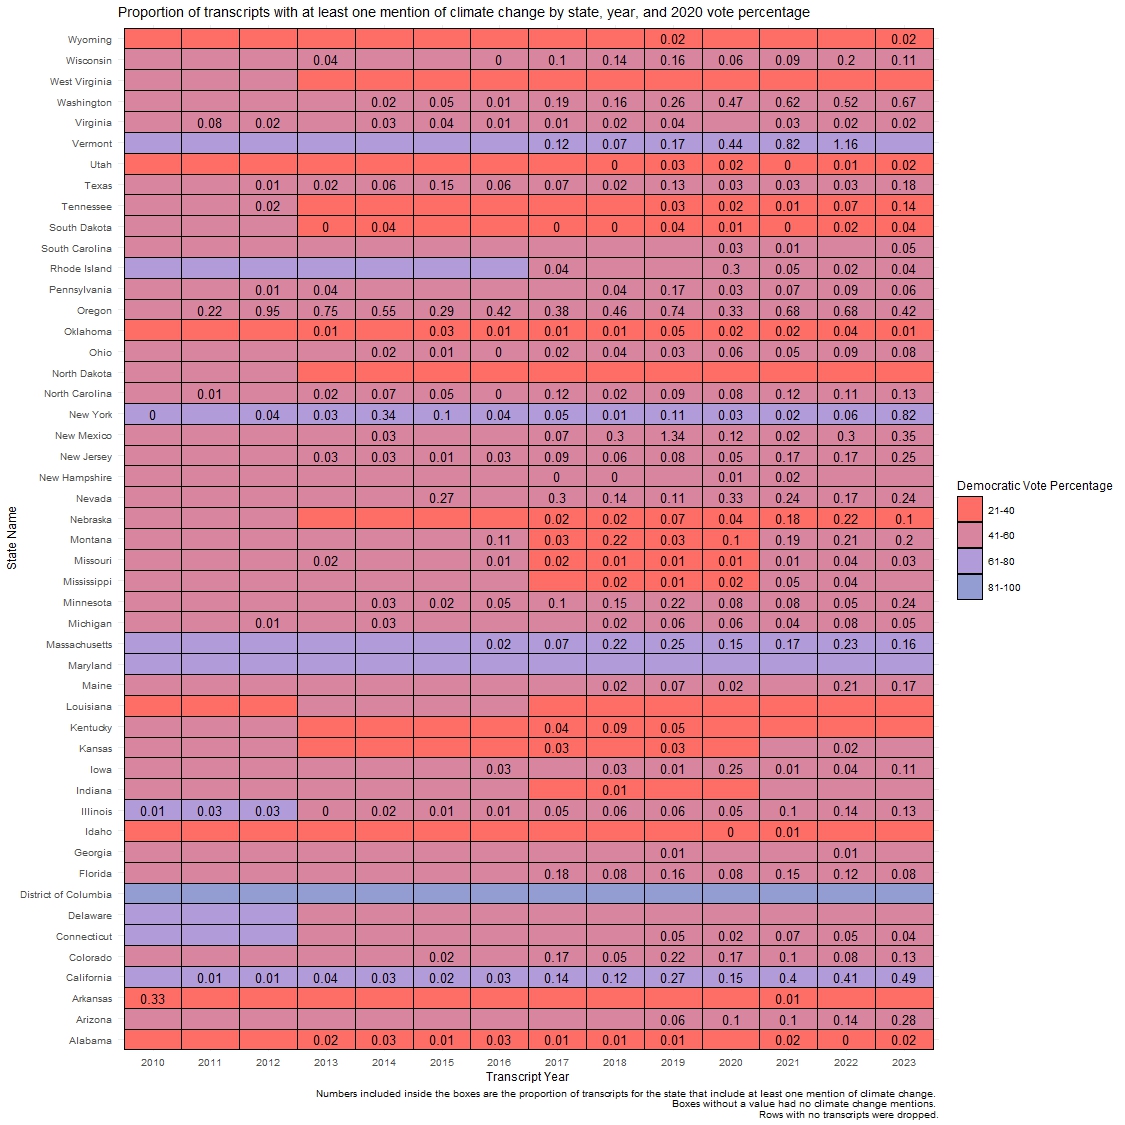 Proportion of transcripts with at least one mention of climate change by state, year, and 2020 vote percentage
Wyoming 0.02 0.02
Wisconsin 0.04 0 0.1 0.14 0.16 0.06 0.09 0.2 0.11
West Virginia
Washington 0.02 0.05 0.01 0.19 0.16 0.26 0.47 0.62 0.52 0.67
Virginia 0.08 0.02 0.03 0.04 0.01 0.01 0.02 0.04 0.03 0.02 0.02
Vermont 0.12 0.07 0.17 0.44 0.82 1.16
Utah 0 0.03 0.02 0 0.01 0.02
Texas 0.01 0.02 0.06 0.15 0.06 0.07 0.02 0.13 0.03 0.03 0.03 0.18
Tennessee 0.02 0.03 0.02 0.01 0.07 0.14
South Dakota 0 0.04 0 0 0.04 0.01 0 0.02 0.04
South Carolina 0.03 0.01 0.05
Rhode Island 0.04 0.3 0.05 0.02 0.04
Pennsylvania 0.01 0.04 0.04 0.17 0.03 0.07 0.09 0.06
Oregon 0.22 0.95 0.75 0.55 0.29 0.42 0.38 0.46 0.74 0.33 0.68 0.68 0.42
Oklahoma 0.01 0.03 0.01 0.01 0.01 0.05 0.02 0.02 0.04 0.01
Ohio 0.02 0.01 0 0.02 0.04 0.03 0.06 0.05 0.09 0.08
North Dakota
North Carolina 0.01 0.02 0.07 0.05 0 0.12 0.02 0.09 0.08 0.12 0.11 0.13
New York 0 0.04 0.03 0.34 0.1 0.04 0.05 0.01 0.11 0.03 0.02 0.06 0.82
New Mexico 0.03 0.07 0.3 1.34 0.12 0.02 0.3 0.35
New Jersey 0.03 0.03 0.01 0.03 0.09 0.06 0.08 0.05 0.17 0.17 0.25
New Hampshire 0 0 0.01 0.02
Nevada 0.27 0.3 0.14 0.11 0.33 0.24 0.17 0.24
Nebraska 0.02 0.02 0.07 0.04 0.18 0.22 0.1
Montana 0.11 0.03 0.22 0.03 0.1 0.19 0.21 0.2
Missouri 0.02 0.01 0.02 0.01 0.01 0.01 0.01 0.04 0.03
Mississippi 0.02 0.01 0.02 0.05 0.04
Minnesota 0.03 0.02 0.05 0.1 0.15 0.22 0.08 0.08 0.05 0.24
Michigan 0.01 0.03 0.02 0.06 0.06 0.04 0.08 0.05
Massachusetts 0.02 0.07 0.22 0.25 0.15 0.17 0.23 0.16
Maryland
Maine 0.02 0.07 0.02 0.21 0.17
Louisiana
Kentucky 0.04 0.09 0.05
Kansas 0.03 0.03 0.02
Iowa 0.03 0.03 0.01 0.25 0.01 0.04 0.11
Indiana 0.01
Illinois 0.01 0.03 0.03 0 0.02 0.01 0.01 0.05 0.06 0.06 0.05 0.1 0.14 0.13
Idaho 0 0.01
Georgia 0.01 0.01
Florida 0.18 0.08 0.16 0.08 0.15 0.12 0.08
District of Columbia
Delaware
Connecticut 0.05 0.02 0.07 0.05 0.04
Colorado 0.02 0.17 0.05 0.22 0.17 0.1 0.08 0.13
California 0.01 0.01 0.04 0.03 0.02 0.03 0.14 0.12 0.27 0.15 0.4 0.41 0.49
Arkansas 0.33 0.01
Arizona 0.06 0.1 0.1 0.14 0.28
Alabama 0.02 0.03 0.01 0.03 0.01 0.01 0.01 0.02 0 0.02
2010 2011 2012 2013 2014 2015 2016 2017 2018 2019 2020 2021 2022 2023
Transcript Year
State Name
Democratic Vote Percentage
21-40
41-60
61-80
81-100
Numbers included inside the boxes are the proportion of transcripts for the state that include at least one mention of climate change.
Boxes without a value had no climate change mentions.
Rows with no transcripts were dropped.